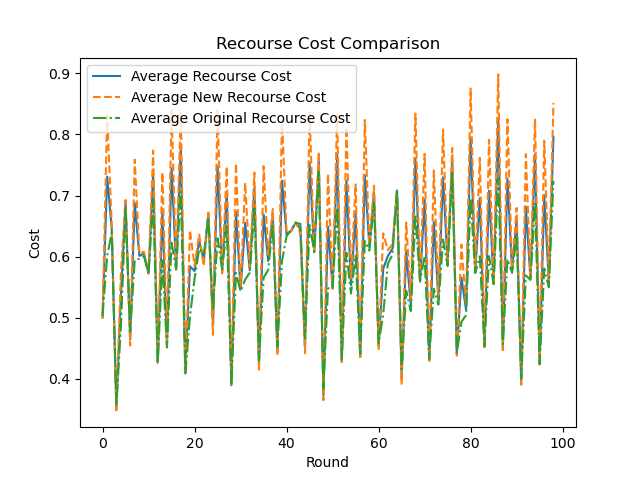 Recourse Cost Comparison
Average Recourse Cost
Average New Recourse Cost
Average Original Recourse Cost
0.9
0.8
0.7
0.6
0.5
0.4
Cost
0 20 40 60 80 100
Round